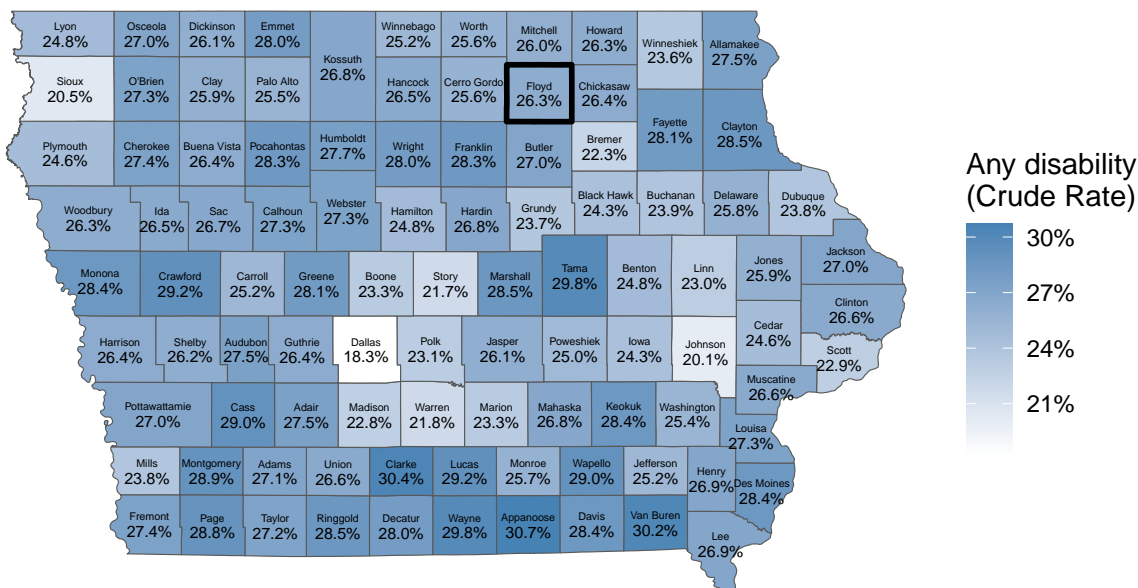 Lyon
24.8%
Osceola
27.0%
Dickinson
26.1%
Emmet
28.0%
Kossuth
26.8%
Winnebago
25.2%
Worth
25.6%
Mitchell
26.0%
Howard
26.3%
Winneshiek
23.6%
Allamakee
27.5%
Sioux
20.5%
O'Brien
27.3%
Clay
25.9%
Palo Alto
25.5%
Hancock
26.5%
Cerro Gordo
25.6%
Floyd
26.3%
Chickasaw
26.4%
Fayette
28.1%
Clayton
28.5%
Plymouth
24.6%
Cherokee
27.4%
Buena Vista
26.4%
Pocahontas
28.3%
Humboldt
27.7%
Wright
28.0%
Franklin
28.3%
Butler
27.0%
Bremer
22.3%
Woodbury
26.3%
Ida
26.5%
Sac
26.7%
Calhoun
27.3%
Webster
27.3%
Hamilton
24.8%
Hardin
26.8%
Grundy
23.7%
Black Hawk
24.3%
Buchanan
23.9%
Delaware
25.8%
Dubuque
23.8%
Monona
28.4%
Crawford
29.2%
Carroll
25.2%
Greene
28.1%
Boone
23.3%
Story
21.7%
Marshall
28.5%
Tama
29.8%
Benton
24.8%
Linn
23.0%
Jones
25.9%
Jackson
27.0%
Clinton
26.6%
Harrison
26.4%
Shelby
26.2%
Audubon
27.5%
Guthrie
26.4%
Dallas
18.3%
Polk
23.1%
Jasper
26.1%
Poweshiek
25.0%
Iowa
24.3%
Johnson
20.1%
Cedar
24.6%
Scott
22.9%
Muscatine
26.6%
Pottawattamie
27.0%
Cass
29.0%
Adair
27.5%
Madison
22.8%
Warren
21.8%
Marion
23.3%
Mahaska
26.8%
Keokuk
28.4%
Washington
25.4%
Louisa
27.3%
Mills
23.8%
Montgomery
28.9%
Adams
27.1%
Union
26.6%
Clarke
30.4%
Lucas
29.2%
Monroe
25.7%
Wapello
29.0%
Jefferson
25.2%
Henry
26.9%
Des Moines
28.4%
Fremont
27.4%
Page
28.8%
Taylor
27.2%
Ringgold
28.5%
Decatur
28.0%
Wayne
29.8%
Appanoose
30.7%
Davis
28.4%
Van Buren
30.2%
Lee
26.9%
Any disability
(Crude Rate)
30%
27%
24%
21%